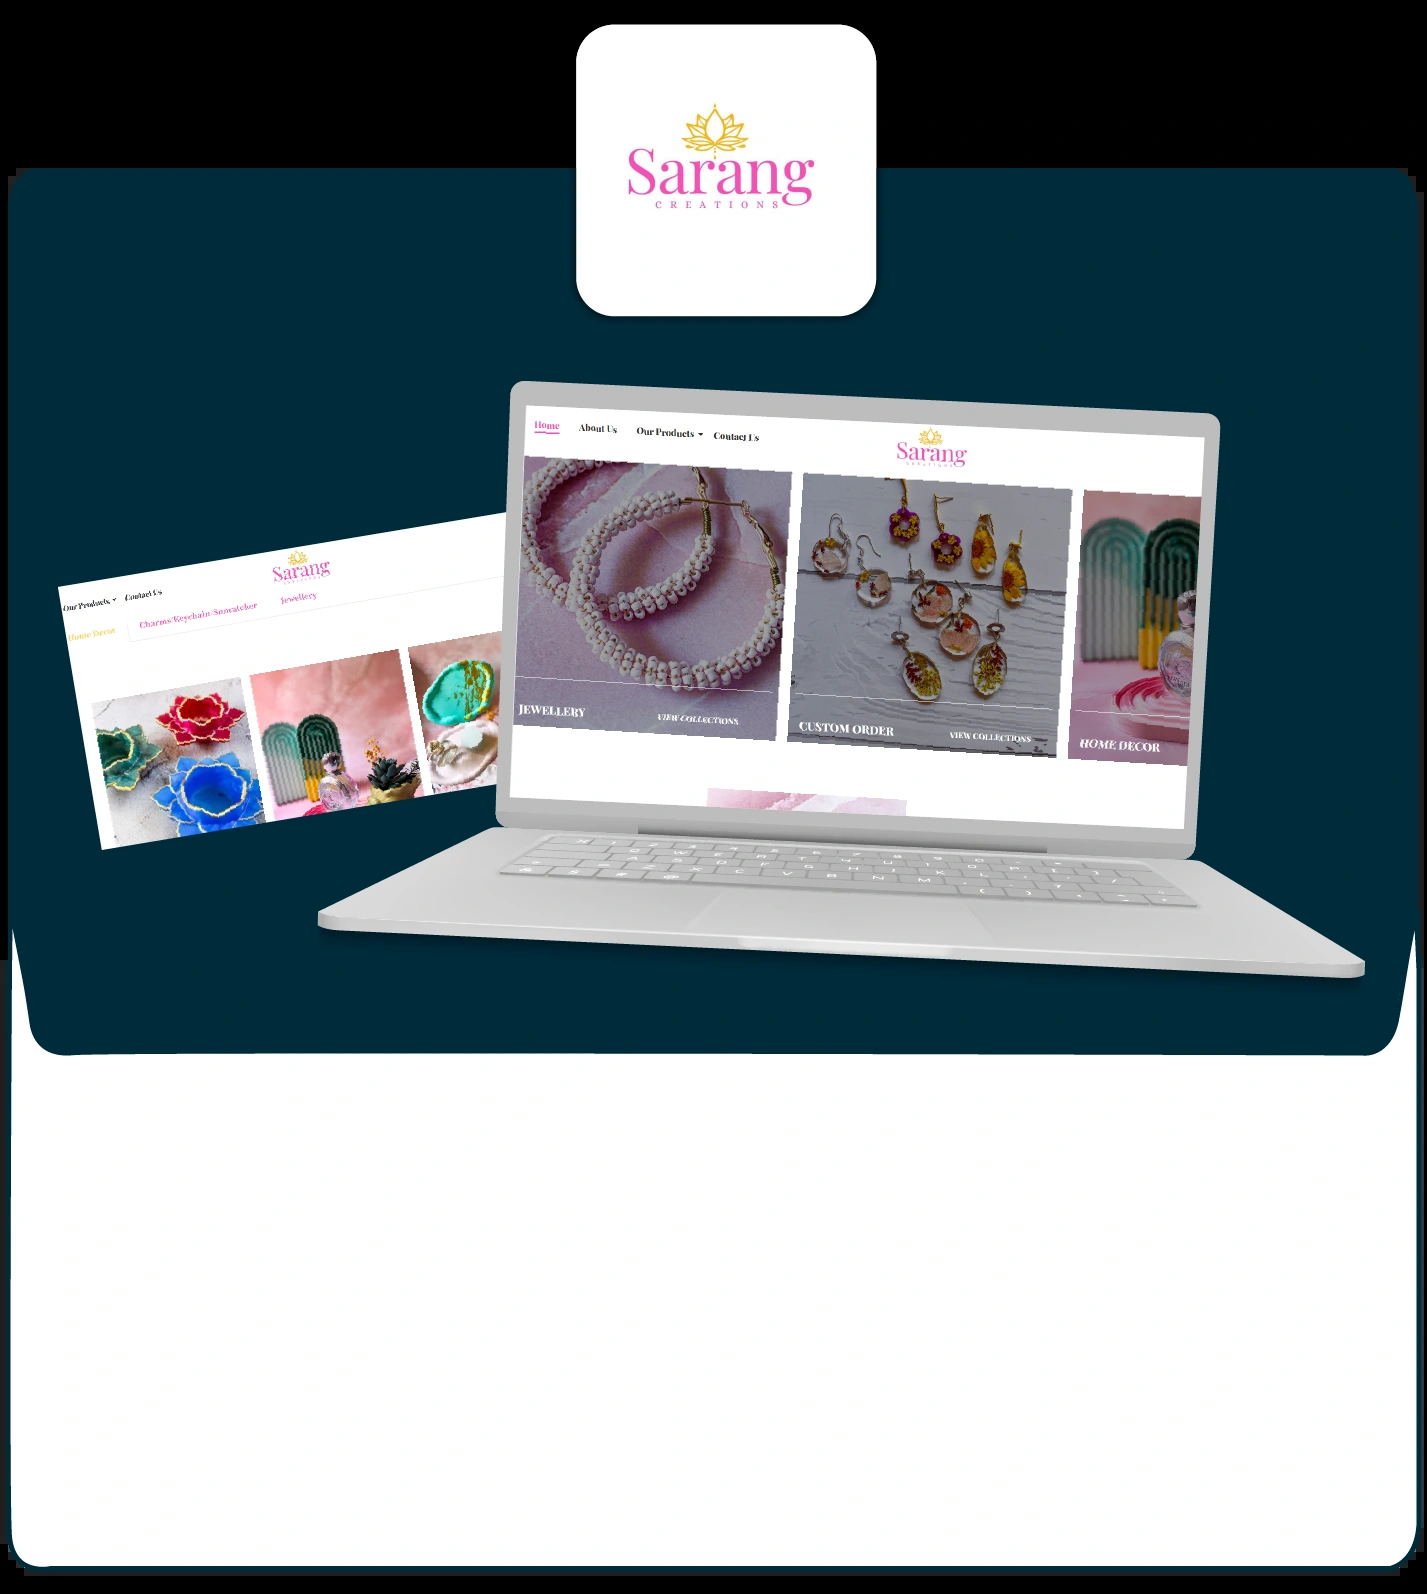 Sarang
CREATIONS
Home
About Us
Our Products
Contact Us
Sarang
CREATIONS
JEWELLERY
VIEW COLLECTIONS
CUSTOM ORDER
VIEW COLLECTIONS
HOME DECOR
Sarang
Our Products
Contact Us
Home Decor
Charms/Keychain/Suncatcher
Jewellery